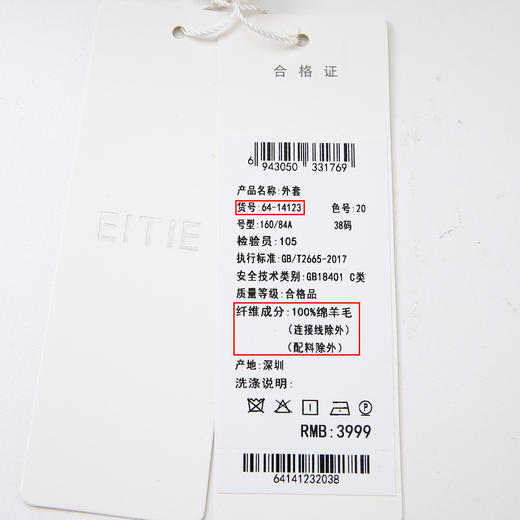 EITIE
合格证
6 943050 331769
产品名称:外套
货号:64-14123 色号:20
号型:160/84A 38码
检验员:105
执行标准:GB/T2665-2017
安全技术类别:GB18401 C类
质量等级:合格品
纤维成分:100%绵羊毛
(连接线除外)
(配料除外)
产地:深圳
洗涤说明:
P
RMB:3999
64141232038